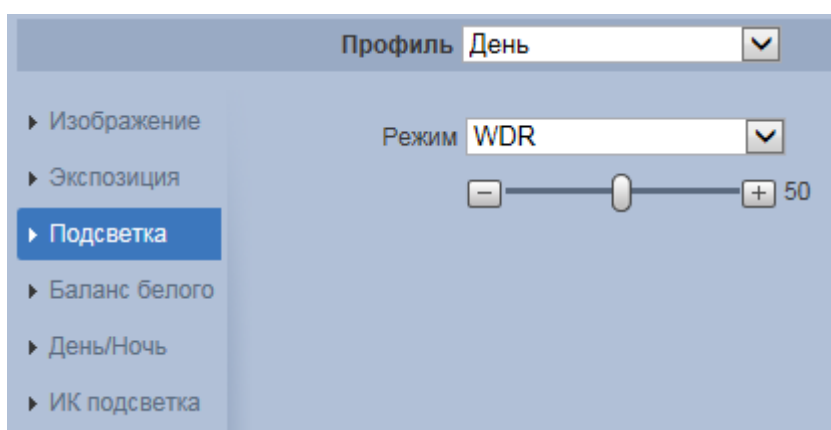 Профиль День
Изображение
Режим WDR
Экспозиция
50
Подсветка
Баланс белого
День/Ночь
ИК подсветка